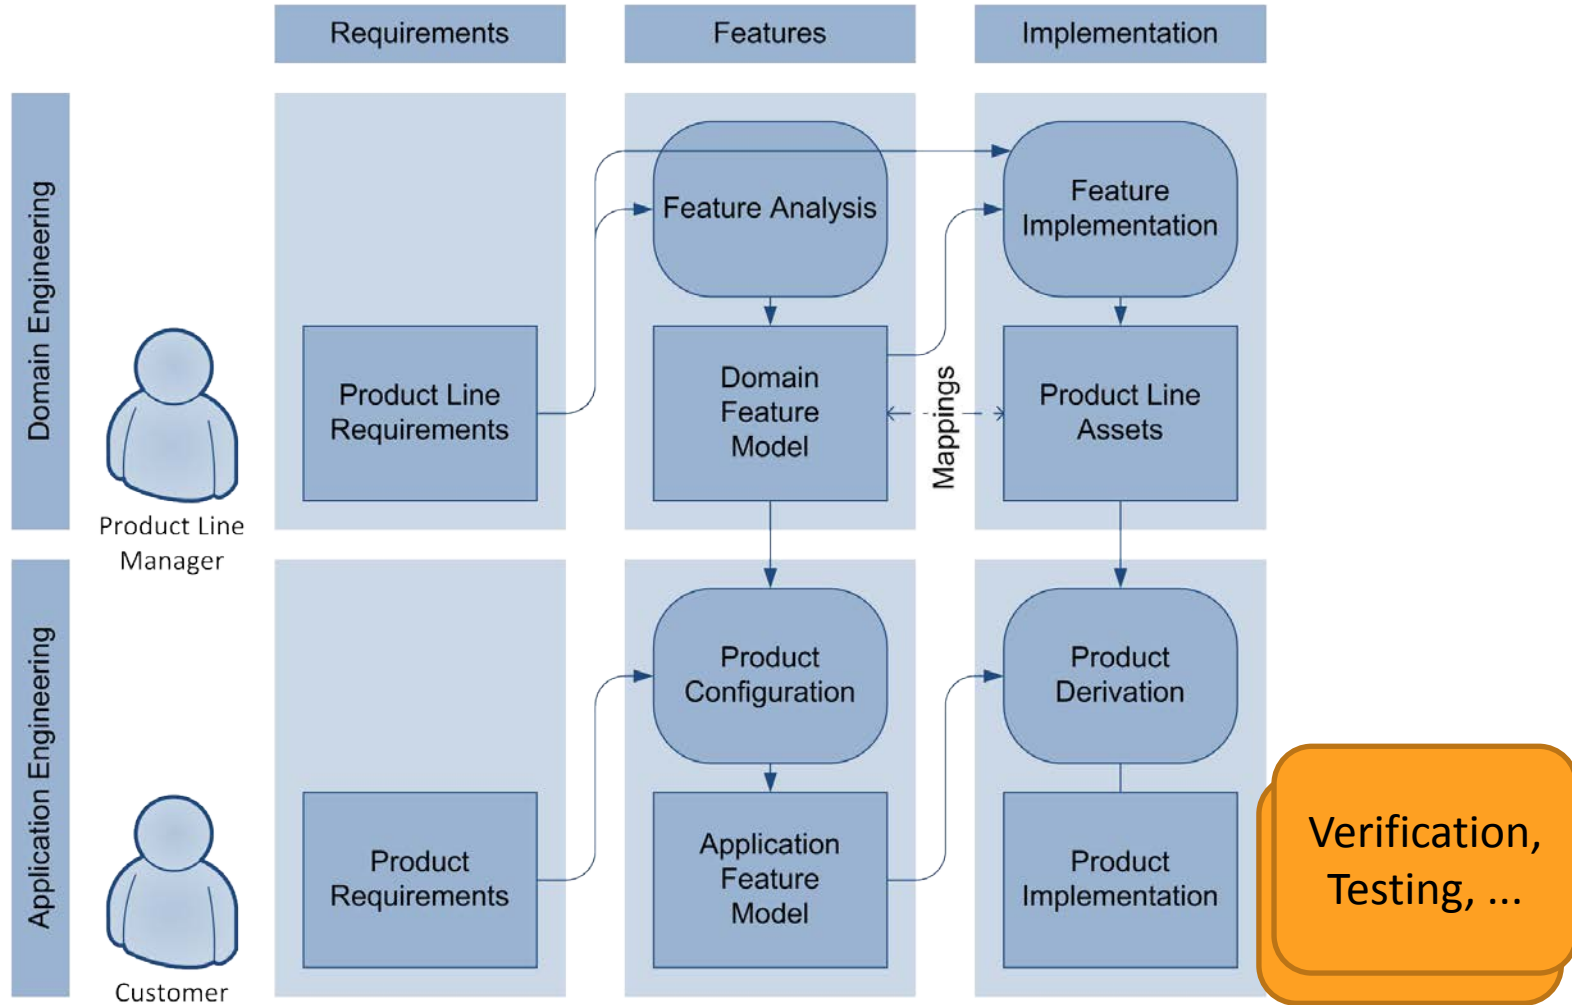 Requirements
Features
Implementation
Domain Engineering
Product Line
Manager
Product Line
Requirements
Feature Analysis
Domain
Feature
Model
Mappings
Feature
Implementation
Product Line
Assets
Application Engineering
Customer
Product
Requirements
Product
Configuration
Application
Feature
Model
Product
Derivation
Product
Implementation
Verification,
Testing, ...